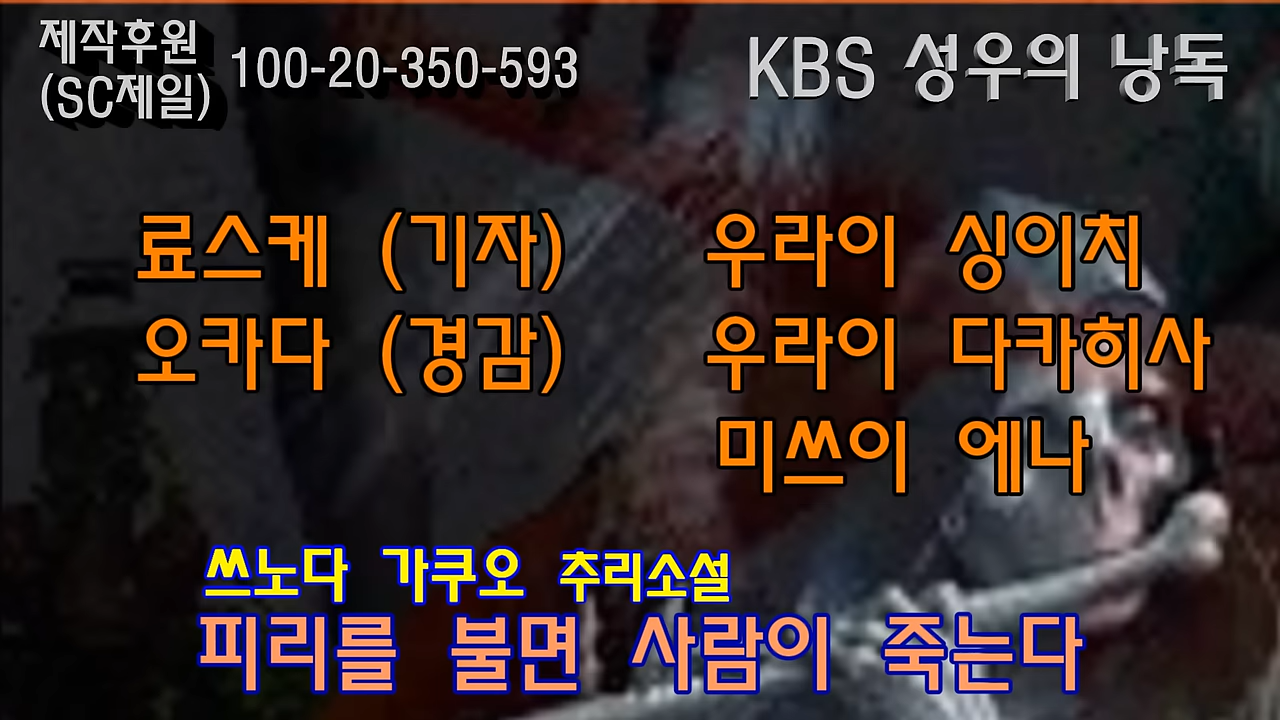 제작후원
(SC제일) 100-20-350-593
KBS 성우의 낭독
료스케 (기자) 우라이 싱이치
오카다 (경감) 우라이 다카히사
미쓰이 에나
쓰노다 가쿠오 추리소설
피리를 불면 사람이 죽는다